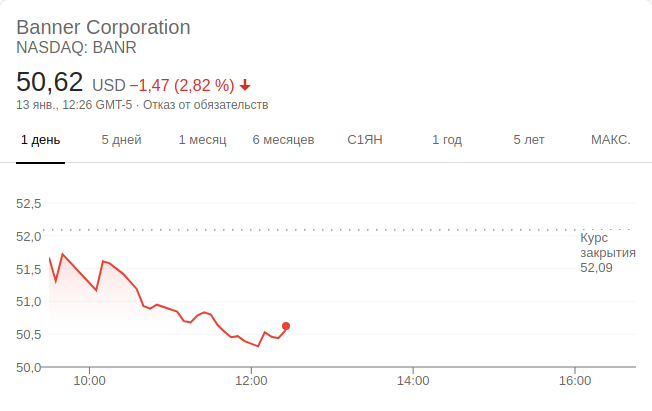 Banner Corporation
NASDAQ: BANR
50,62 USD −1,47 (2,82 %)
13 янв., 12:26 GMT-5 · Отказ от обязательств
1 день 5 дней 1 месяц 6 месяцев С1ЯН 1 год 5 лет МАКС.
52,5
52,0
Курс
закрытия
52,09
51,5
51,0
50,5
50,0
10:00 12:00 14:00 16:00